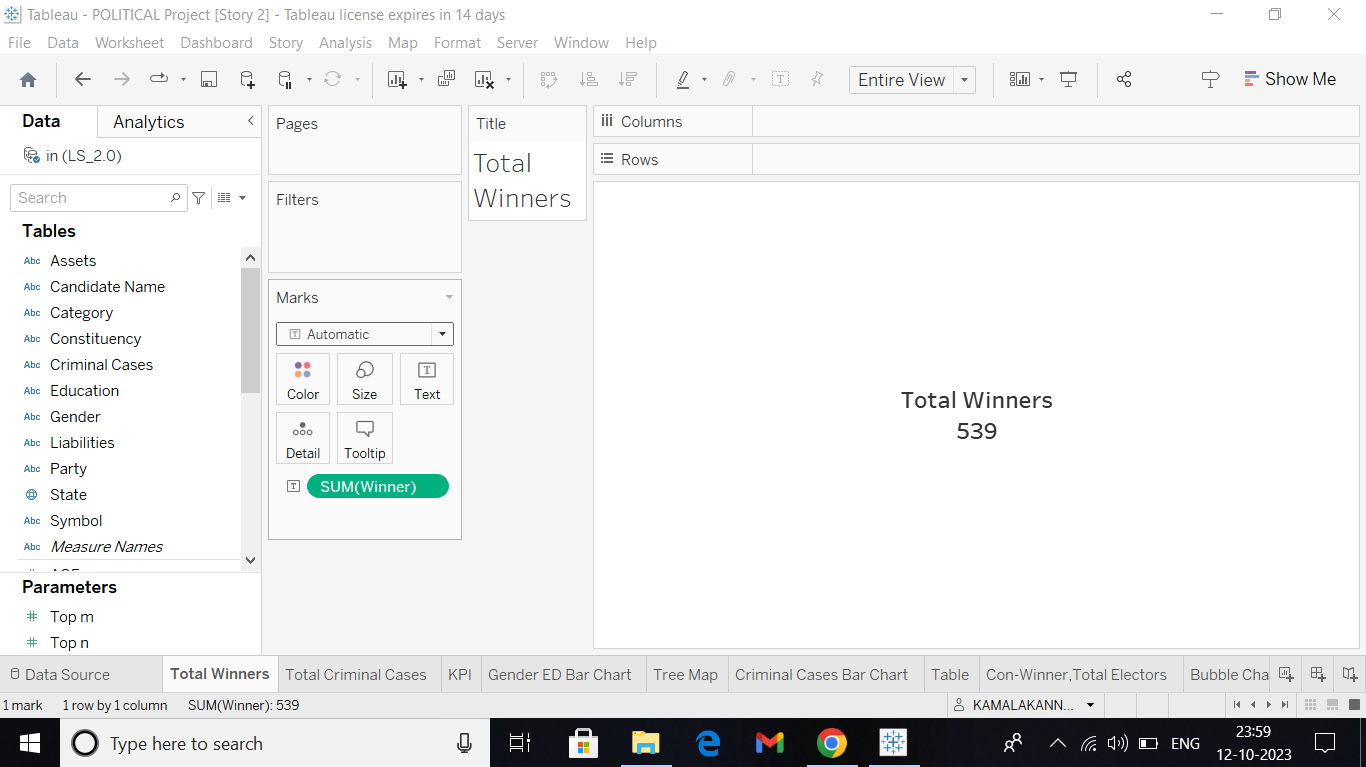 Tableau - POLITICAL Project [Story 2] - Tableau license expires in 14 days
File Data Worksheet Dashboard Story Analysis Map Format Server Window Help
Entire View
Show Me
Data Analytics
in (LS_2.0)
Search
Tables
Abc Assets
Abc Candidate Name
Abc Category
Abc Constituency
Abc Criminal Cases
Abc Education
Abc Gender
Abc Liabilities
Abc Party
State
Abc Symbol
Abc Measure Names
Parameters
# Top m
# Top n
Pages
Filters
Marks
T Automatic
Color Size Text
Detail Tooltip
T SUM(Winner)
Title
Total
Winners
Columns
Rows
Total Winners
539
Data Source Total Winners Total Criminal Cases KPI Gender ED Bar Chart Tree Map Criminal Cases Bar Chart Table Con-Winner,Total Electors Bubble Cha
1 mark 1 row by 1 column SUM(Winner): 539 KAMALAKANN...
Type here to search
ENG
23:59
12-10-2023